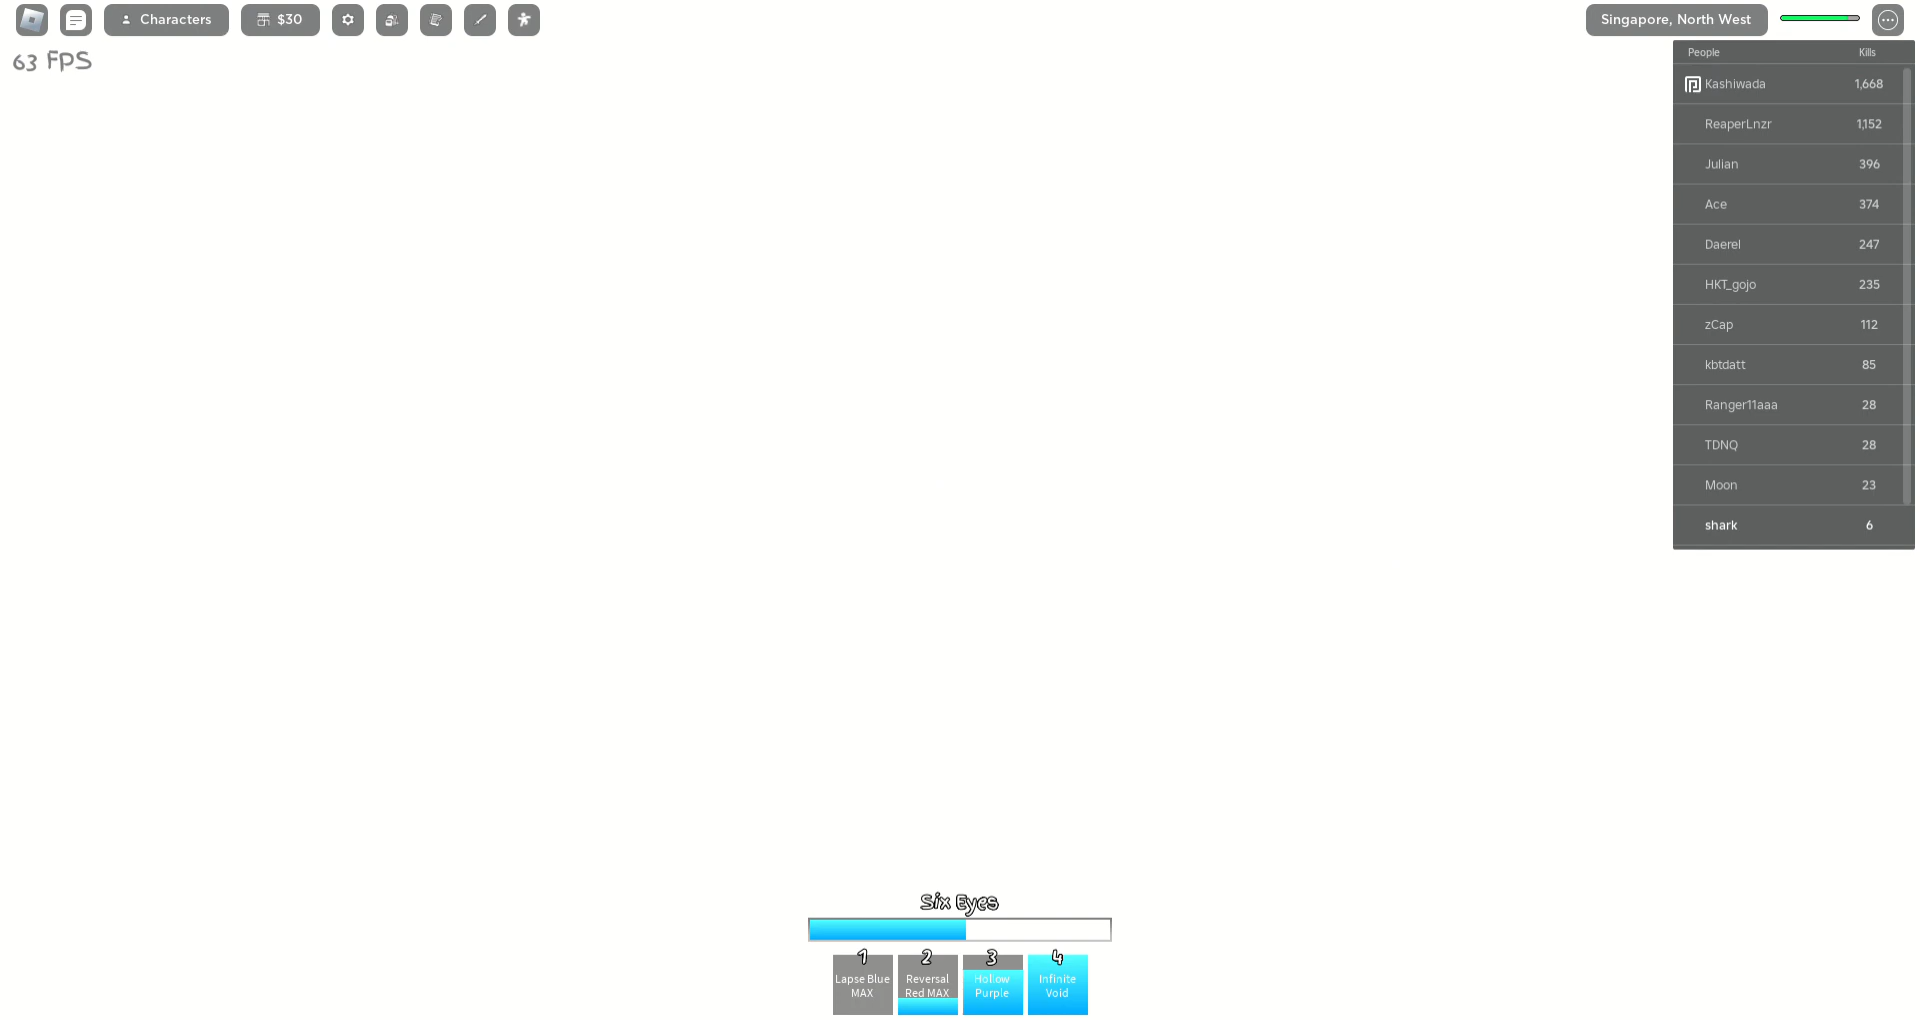 Characters
$30
Singapore, North West
63 FPS
People Kills
Kashiwada 1,668
ReaperLnzr 1,152
Julian 396
Ace 374
Daerel 247
HKT_gojo 235
zCap 112
kbtdatt 85
Ranger11aaa 28
TDNQ 28
Moon 23
shark 6
Six Eyes
1 2 3 4
Lapse Blue Reversal Hollow Infinite
MAX Red MAX Purple Void